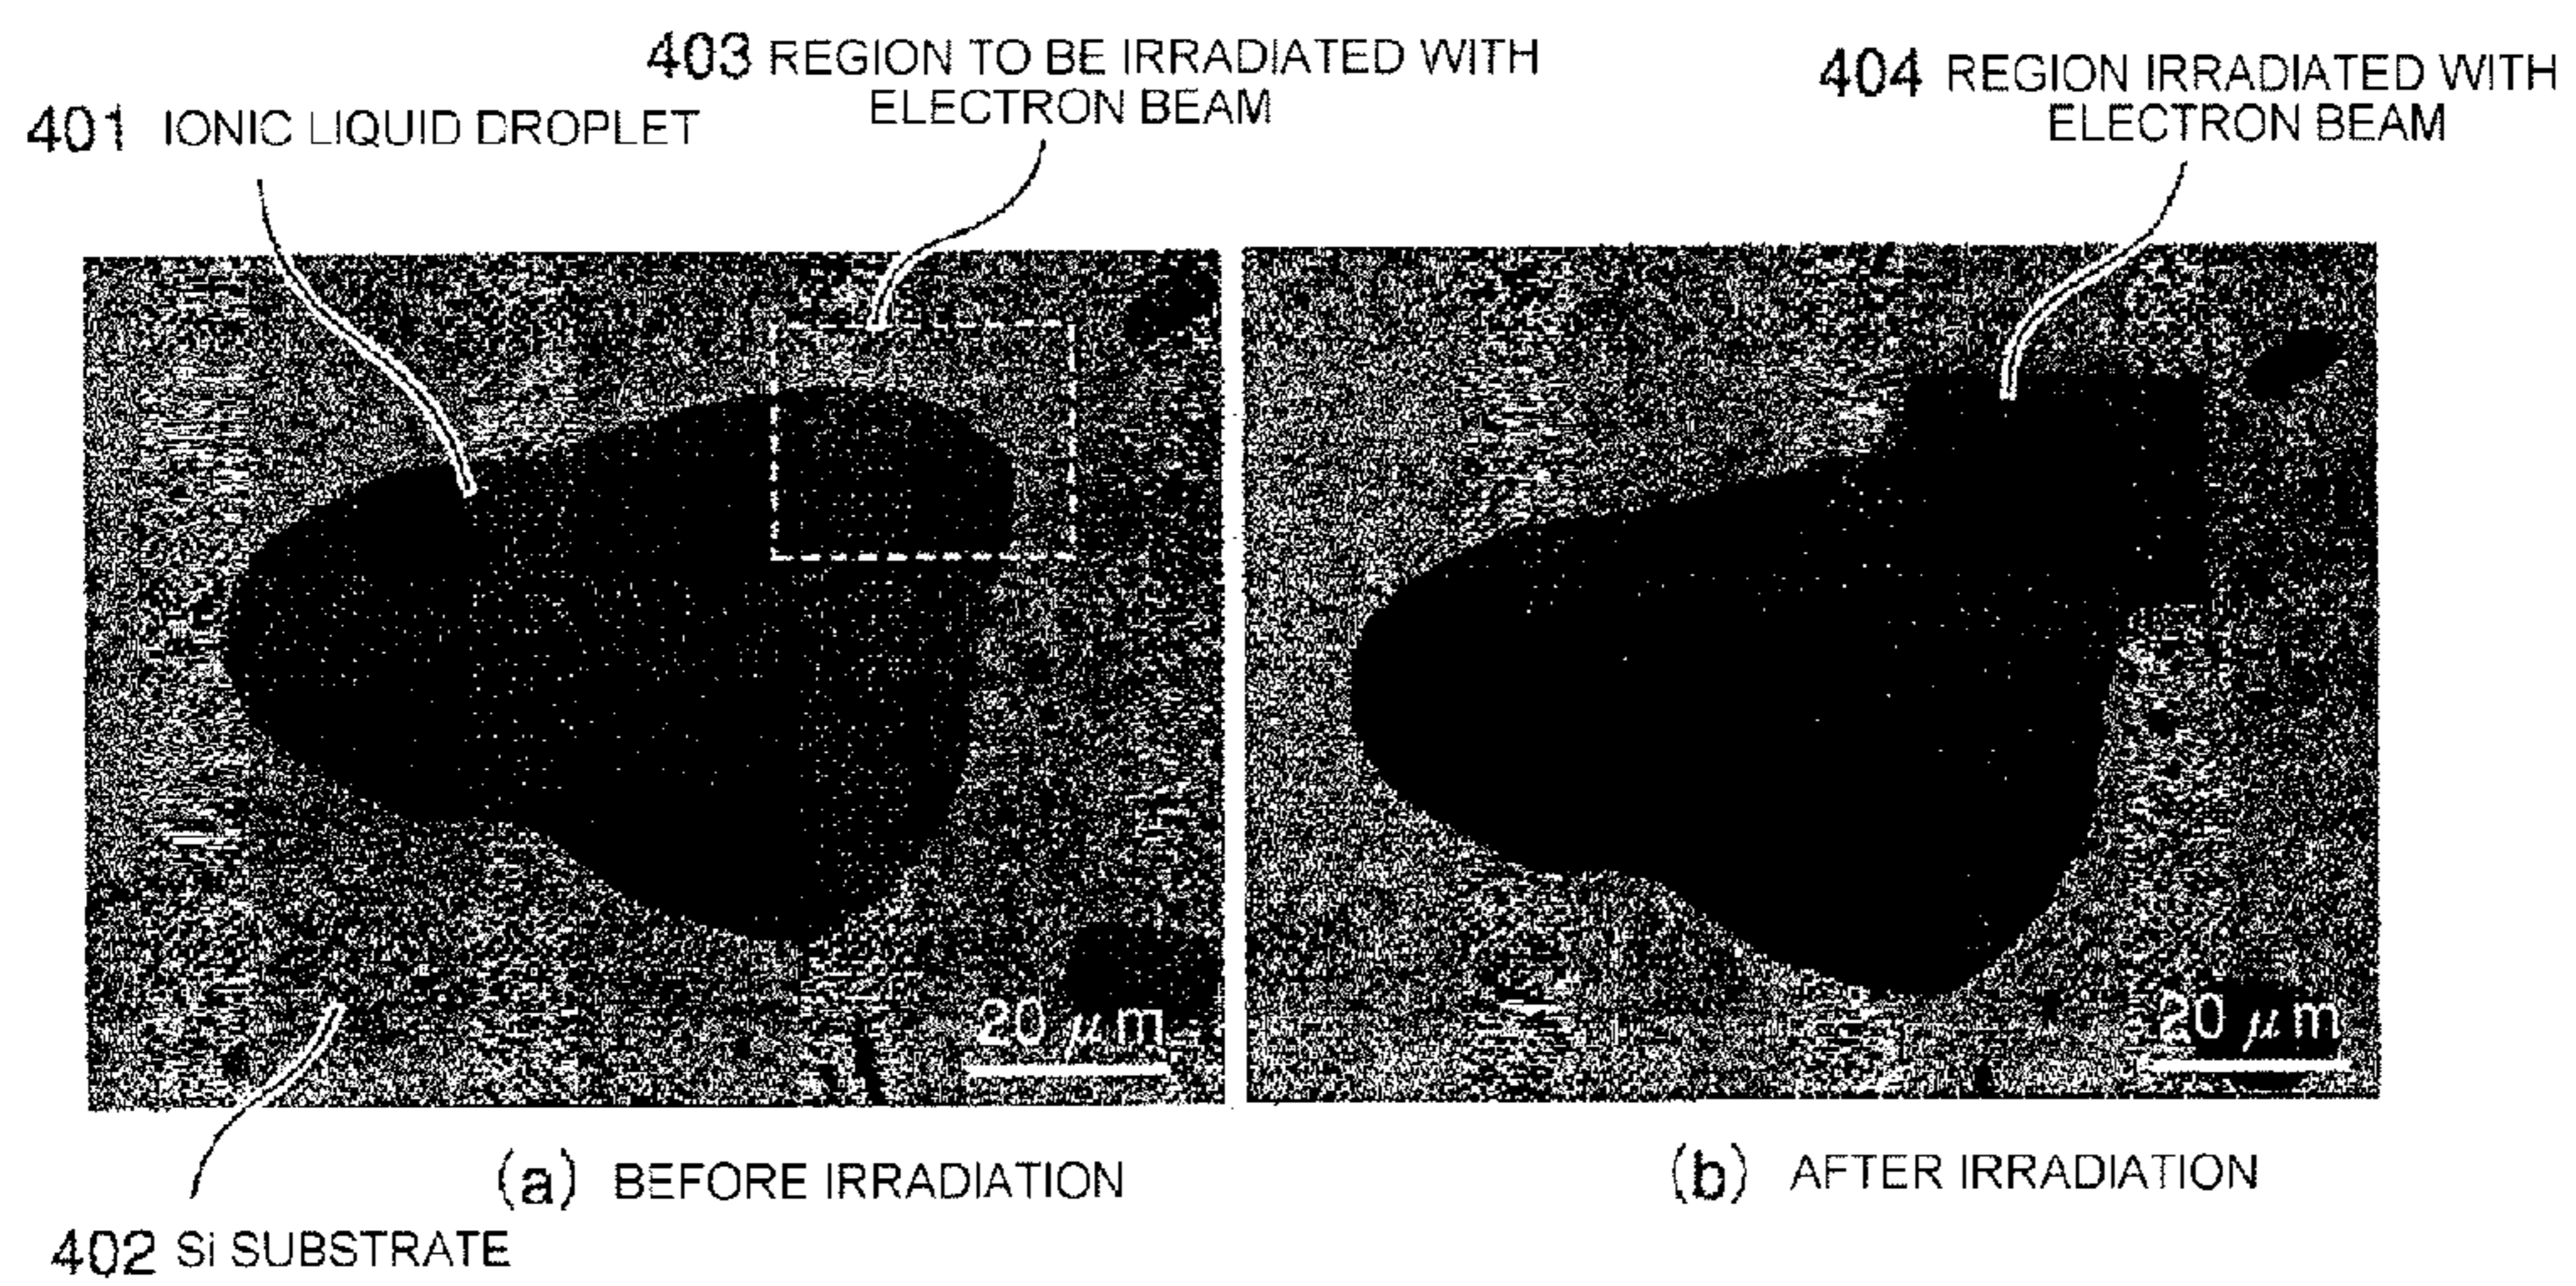 403 REGION TO BE IRRADIATED WITH
ELECTRON BEAM
404 REGION IRRADIATED WITH
ELECTRON BEAM
401 IONIC LIQUID DROPLET
20 μm
20 μm
(a) BEFORE IRRADIATION
(b) AFTER IRRADIATION
402 Si SUBSTRATE